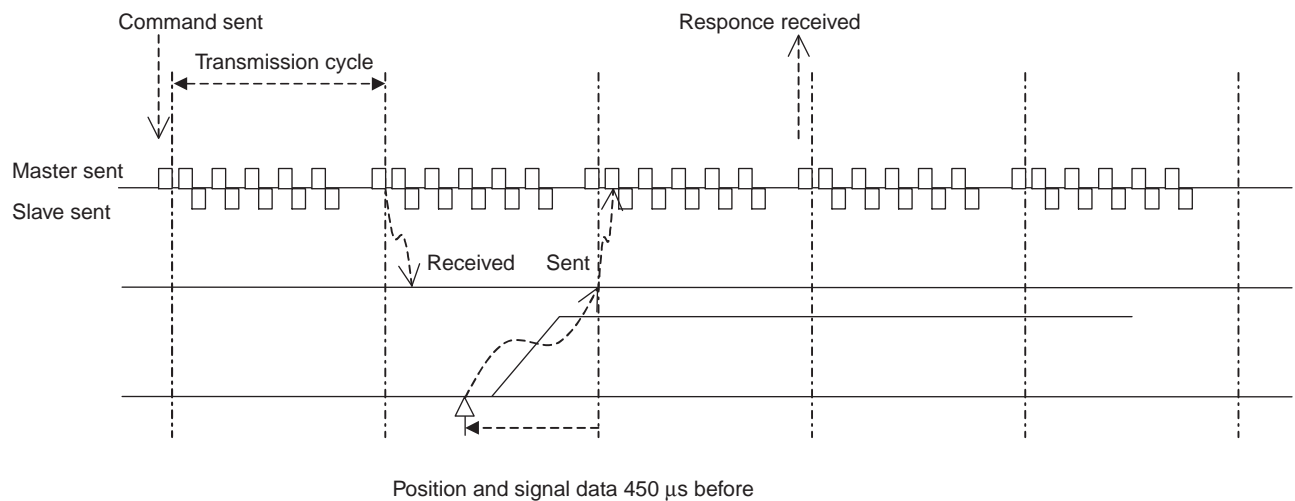 Command sent
Responce received
Transmission cycle
Master sent
Slave sent
Received
Sent
Position and signal data 450 μs before